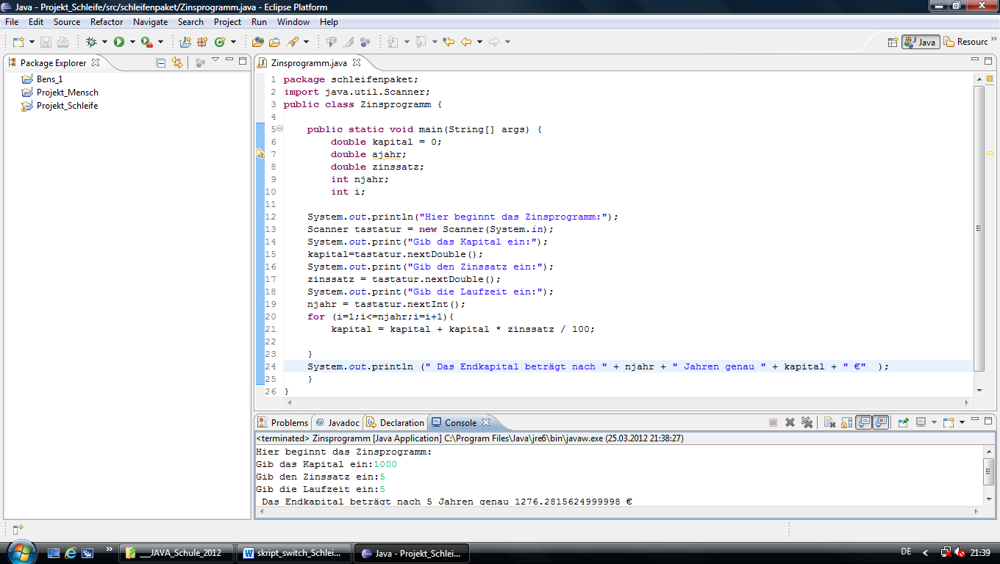 Java - Projekt_Schleife/src/schleifenpaket/Zinsprogramm.java - Eclipse Platform
File Edit Source Refactor Navigate Search Project Run Window Help
Java Resourc »
Package Explorer
Bens_1
Projekt_Mensch
Projekt_Schleife
Zinsprogramm.java
1 package schleifenpaket;
2 import java.util.Scanner;
3 public class Zinsprogramm {
4
5 public static void main(String[] args) {
6 double kapital = 0;
7 double ajahr;
8 double zinssatz;
9 int njahr;
10 int i;
11
12 System.out.println("Hier beginnt das Zinsprogramm:");
13 Scanner tastatur = new Scanner(System.in);
14 System.out.print("Gib das Kapital ein:");
15 kapital=tastatur.nextDouble();
16 System.out.print("Gib den Zinssatz ein:");
17 zinssatz = tastatur.nextDouble();
18 System.out.print("Gib die Laufzeit ein:");
19 njahr = tastatur.nextInt();
20 for (i=1;i<=njahr;i=i+1){
21 kapital = kapital + kapital * zinssatz / 100;
22
23 }
24 System.out.println (" Das Endkapital beträgt nach " + njahr + " Jahren genau " + kapital + " €"  );
25 }
26 }
Problems @ Javadoc Declaration Console
<terminated> Zinsprogramm [Java Application] C:\Program Files\Java\jre6\bin\javaw.exe (25.03.2012 21:38:27)
Hier beginnt das Zinsprogramm:
Gib das Kapital ein:1000
Gib den Zinssatz ein:5
Gib die Laufzeit ein:5
Das Endkapital beträgt nach 5 Jahren genau 1276.2815624999998 €
» __JAVA_Schule_2012 skript_switch_Schlei... Java - Projekt_Schlei... DE < 21:39